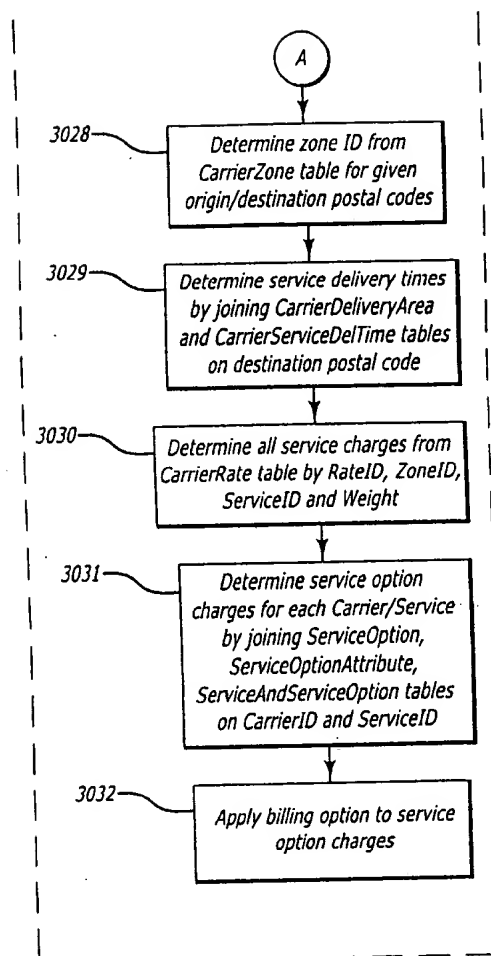 A
3028
Determine zone ID from
CarrierZone table for given
origin/destination postal codes
3029
Determine service delivery times
by joining CarrierDeliveryArea
and CarrierServiceDelTime tables
on destination postal code
3030
Determine all service charges from
CarrierRate table by RateID, ZoneID,
ServiceID and Weight
3031
Determine service option
charges for each Carrier/Service
by joining ServiceOption,
ServiceOptionAttribute,
ServiceAndServiceOption tables
on CarrierID and ServiceID
3032
Apply billing option to service
option charges